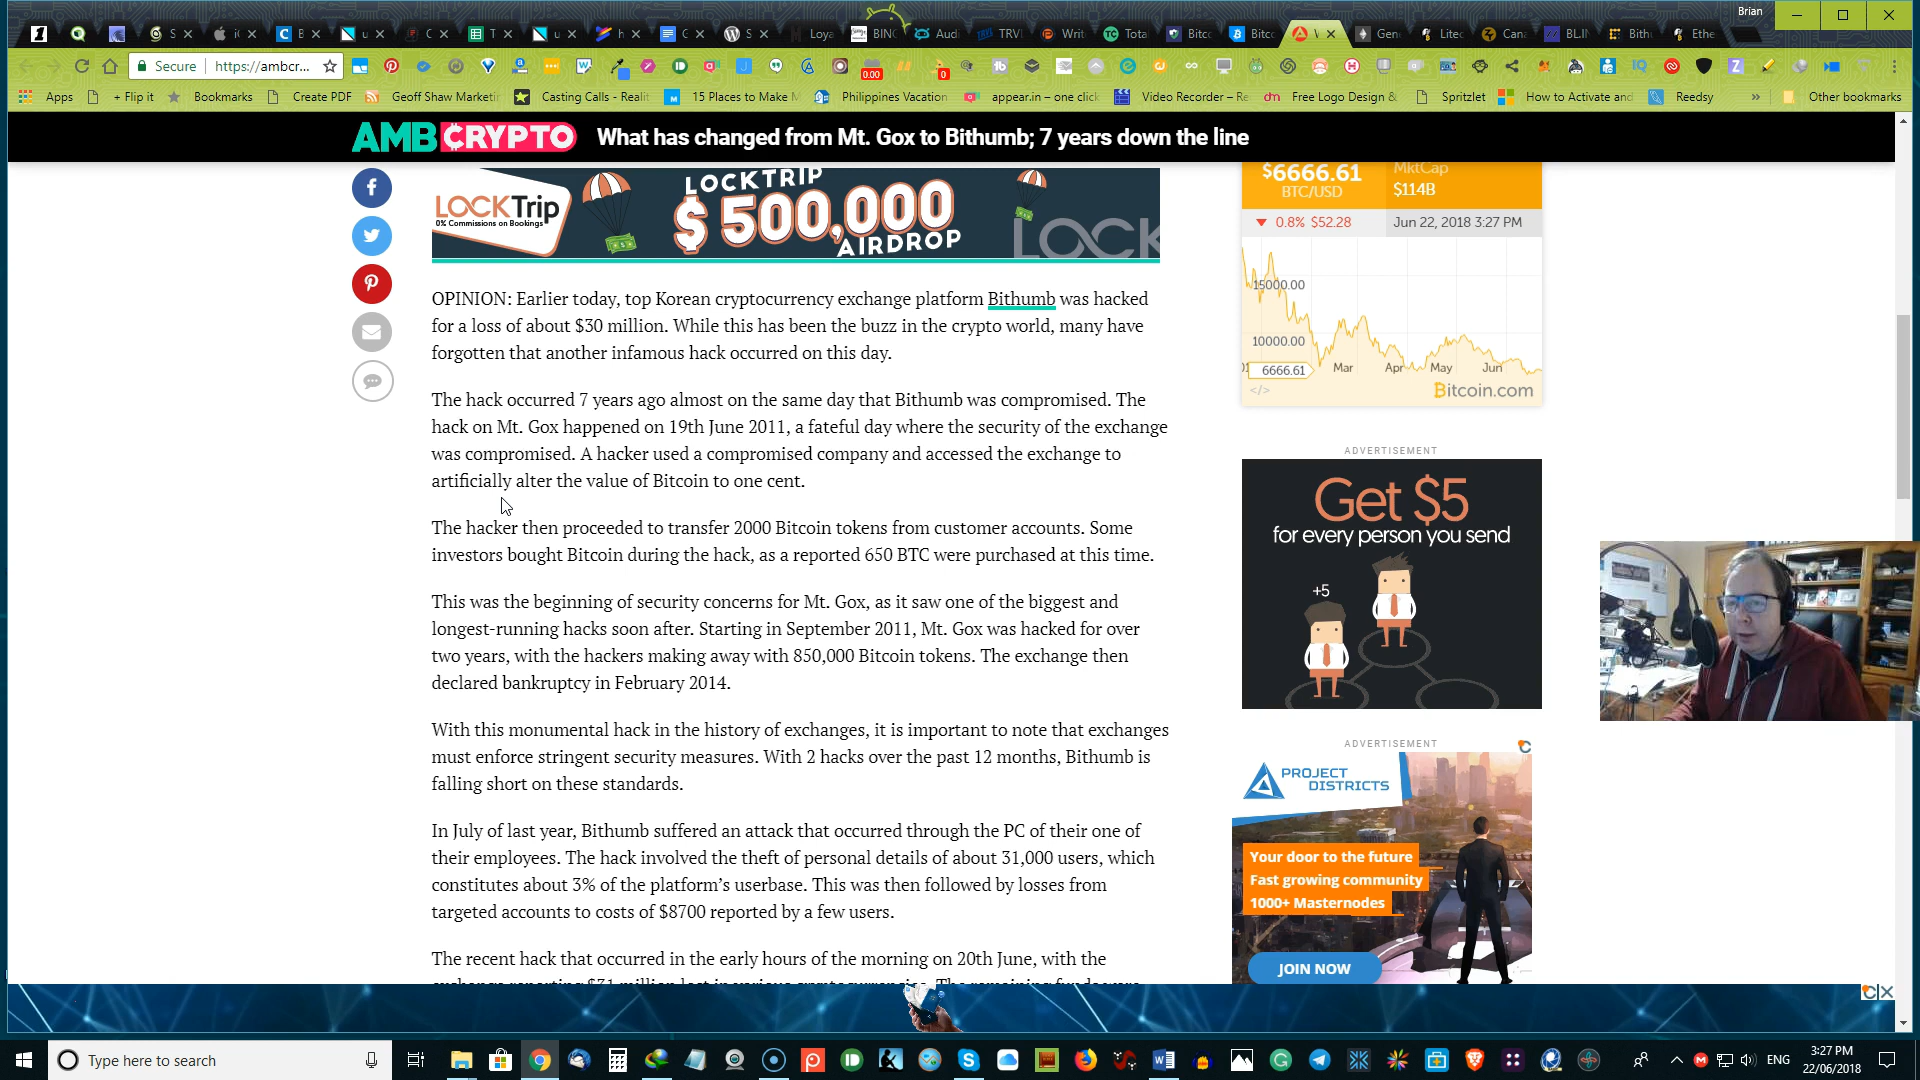 Brian
S
C
B
u
C
T
u
h
C
S
Loya
BINC
Audi
TRVL
Writ
Tota
Bitco
Bitco
Gene
Litec
Cana
BLIN
Bith
Ethe
Secure
https://ambcr...
0.00
0
Apps
+ Flip it
Bookmarks
Create PDF
Geoff Shaw Marketi
Casting Calls - Realit
15 Places to Make M
Philippines Vacation
appear.in – one click
Video Recorder – Re
Free Logo Design &
Spritzlet
How to Activate and
Reedsy
Other bookmarks
AMBCRYPTO
What has changed from Mt. Gox to Bithumb; 7 years down the line
LOCKTrip
0% Commissions on Bookings
LOCKTRIP
$ 500,000
AIRDROP
LOCK
OPINION: Earlier today, top Korean cryptocurrency exchange platform Bithumb was hacked
for a loss of about $30 million. While this has been the buzz in the crypto world, many have
forgotten that another infamous hack occurred on this day.
The hack occurred 7 years ago almost on the same day that Bithumb was compromised. The
hack on Mt. Gox happened on 19th June 2011, a fateful day where the security of the exchange
was compromised. A hacker used a compromised company and accessed the exchange to
artificially alter the value of Bitcoin to one cent.
The hacker then proceeded to transfer 2000 Bitcoin tokens from customer accounts. Some
investors bought Bitcoin during the hack, as a reported 650 BTC were purchased at this time.
This was the beginning of security concerns for Mt. Gox, as it saw one of the biggest and
longest-running hacks soon after. Starting in September 2011, Mt. Gox was hacked for over
two years, with the hackers making away with 850,000 Bitcoin tokens. The exchange then
declared bankruptcy in February 2014.
With this monumental hack in the history of exchanges, it is important to note that exchanges
must enforce stringent security measures. With 2 hacks over the past 12 months, Bithumb is
falling short on these standards.
In July of last year, Bithumb suffered an attack that occurred through the PC of their one of
their employees. The hack involved the theft of personal details of about 31,000 users, which
constitutes about 3% of the platform's userbase. This was then followed by losses from
targeted accounts to costs of $8700 reported by a few users.
The recent hack that occurred in the early hours of the morning on 20th June, with the
$6666.61
BTC/USD
MktCap
$114B
0.8% $52.28
Jun 22, 2018 3:27 PM
15000.00
10000.00
6666.61
Mar
Apr
May
Jun
Bitcoin.com
ADVERTISEMENT
Get $5
for every person you send
+5
ADVERTISEMENT
PROJECT
DISTRICTS
Your door to the future
Fast growing community
1000+ Masternodes
JOIN NOW
Type here to search
ENG
3:27 PM
22/06/2018